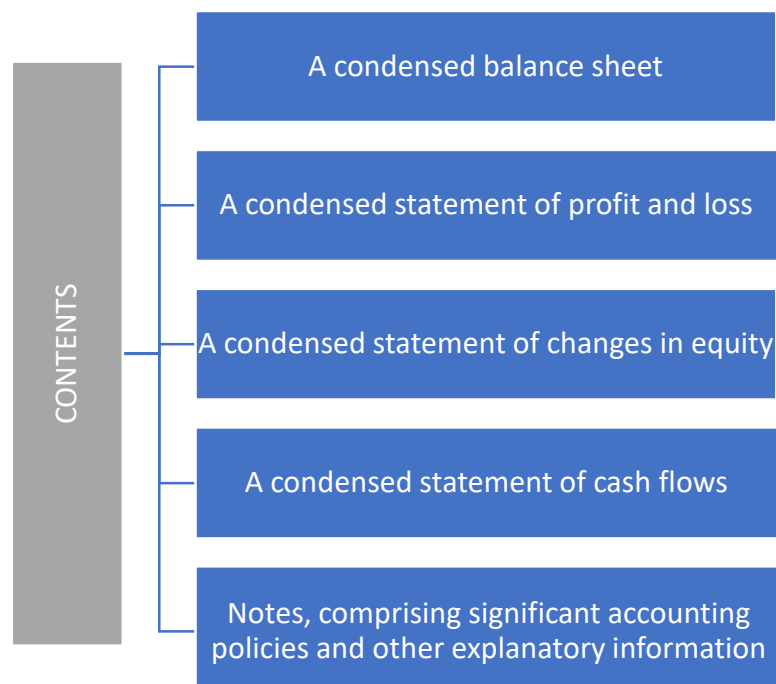 CONTENTS
A condensed balance sheet
A condensed statement of profit and loss
A condensed statement of changes in equity
A condensed statement of cash flows
Notes, comprising significant accounting
policies and other explanatory information